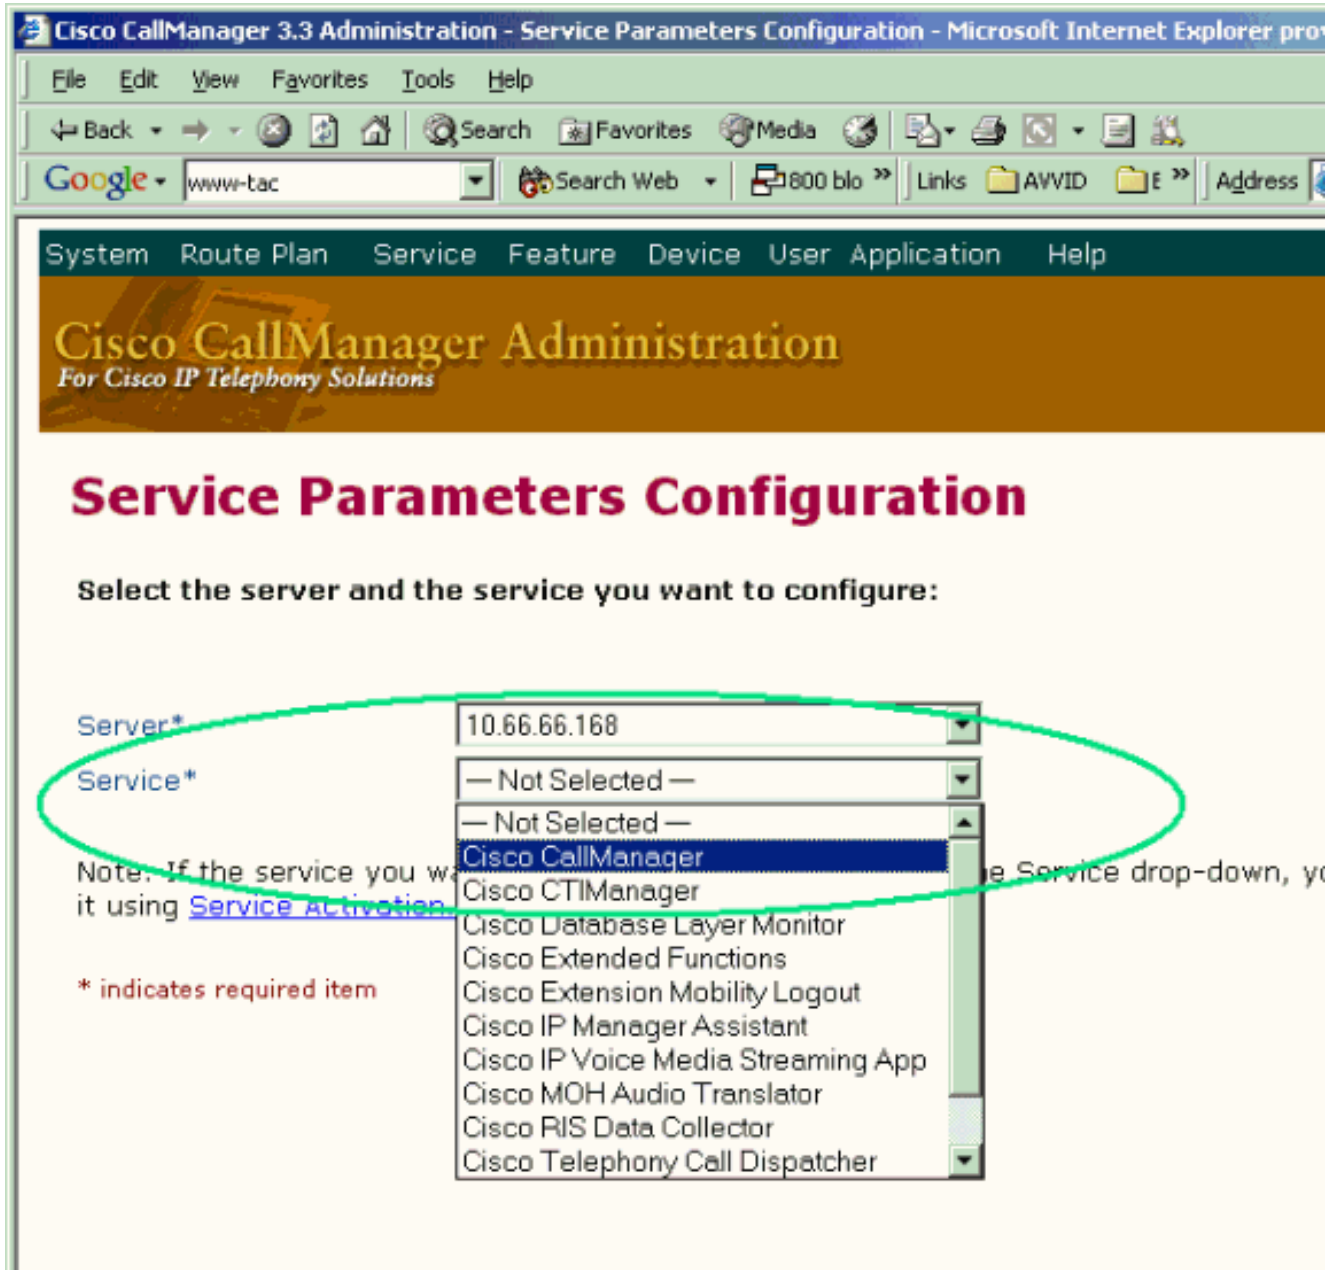 Cisco CallManager 3.3 Administration - Service Parameters Configuration - Microsoft Internet Explorer
File Edit View Favorites Tools Help
Back Search Favorites Media
Google www-tac Search Web 800 blo » Links AVVID E » Address
System Route Plan Service Feature Device User Application Help
Cisco CallManager Administration
For Cisco IP Telephony Solutions
Service Parameters Configuration
Select the server and the service you want to configure:
Server* 10.66.66.168
Service* — Not Selected —
— Not Selected —
Cisco CallManager
Note: If the service you Service drop-down,
Cisco CTIManager
it using Service Activation.
Cisco Database Layer Monitor
Cisco Extended Functions
* indicates required item
Cisco Extension Mobility Logout
Cisco IP Manager Assistant
Cisco IP Voice Media Streaming App
Cisco MOH Audio Translator
Cisco RIS Data Collector
Cisco Telephony Call Dispatcher